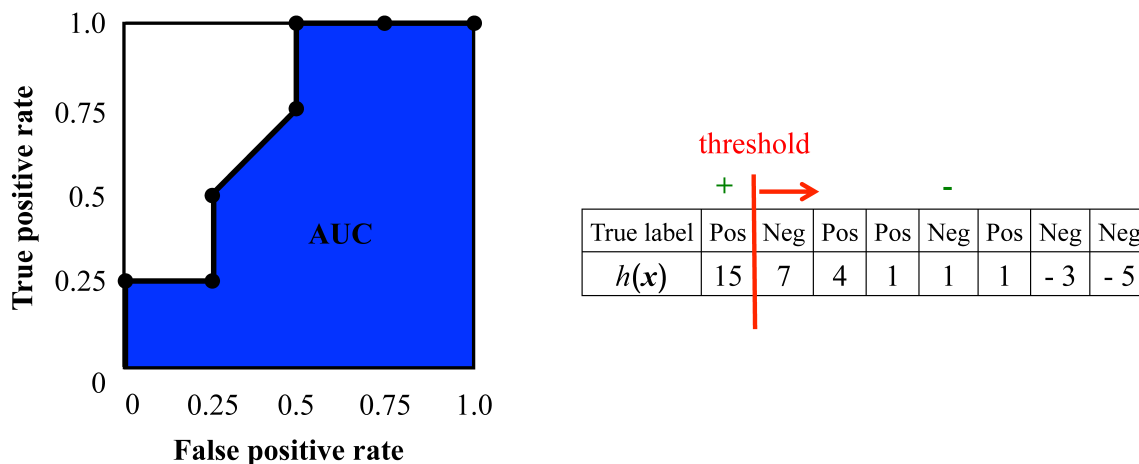 1.0
0.75
0.5
0.25
0
True positive rate
AUC
0 0.25 0.5 0.75 1.0
False positive rate
threshold
+ -
True label Pos Neg Pos Pos Neg Pos Neg Neg
h(x) 15 7 4 1 1 1 - 3 - 5